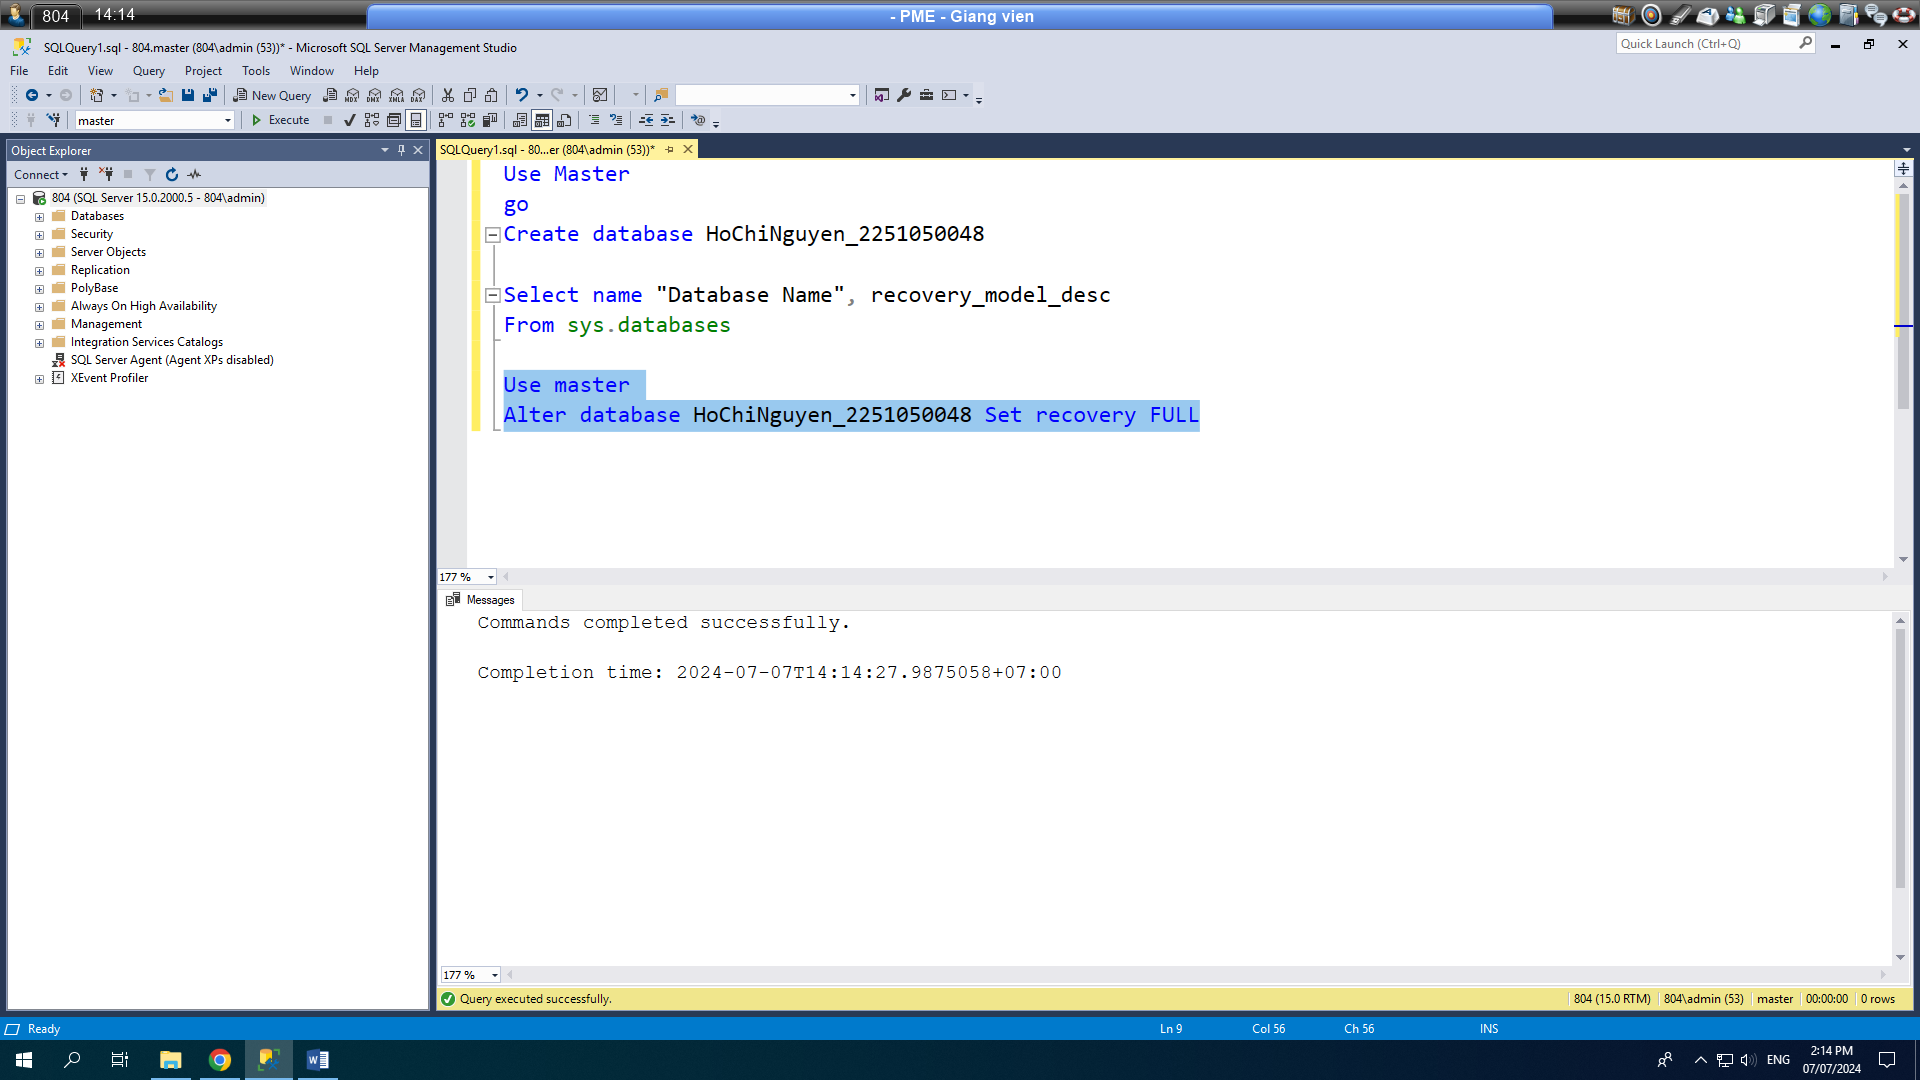 804
14:14
- PME - Giang vien
SQLQuery1.sql - 804.master (804\admin (53))* - Microsoft SQL Server Management Studio
Quick Launch (Ctrl+Q)
File Edit View Query Project Tools Window Help
New Query
MDX DMX XMLA DAX
master
Execute
Object Explorer
Connect
804 (SQL Server 15.0.2000.5 - 804\admin)
Databases
Security
Server Objects
Replication
PolyBase
Always On High Availability
Management
Integration Services Catalogs
SQL Server Agent (Agent XPs disabled)
XEvent Profiler
SQLQuery1.sql - 80...er (804\admin (53))*
Use Master
go
Create database HoChiNguyen_2251050048
Select name "Database Name", recovery_model_desc
From sys.databases
Use master
Alter database HoChiNguyen_2251050048 Set recovery FULL
177 %
Messages
Commands completed successfully.
Completion time: 2024-07-07T14:14:27.9875058+07:00
177 %
Query executed successfully.
804 (15.0 RTM) 804\admin (53) master 00:00:00 0 rows
Ready
Ln 9 Col 56 Ch 56 INS
ENG
2:14 PM
07/07/2024